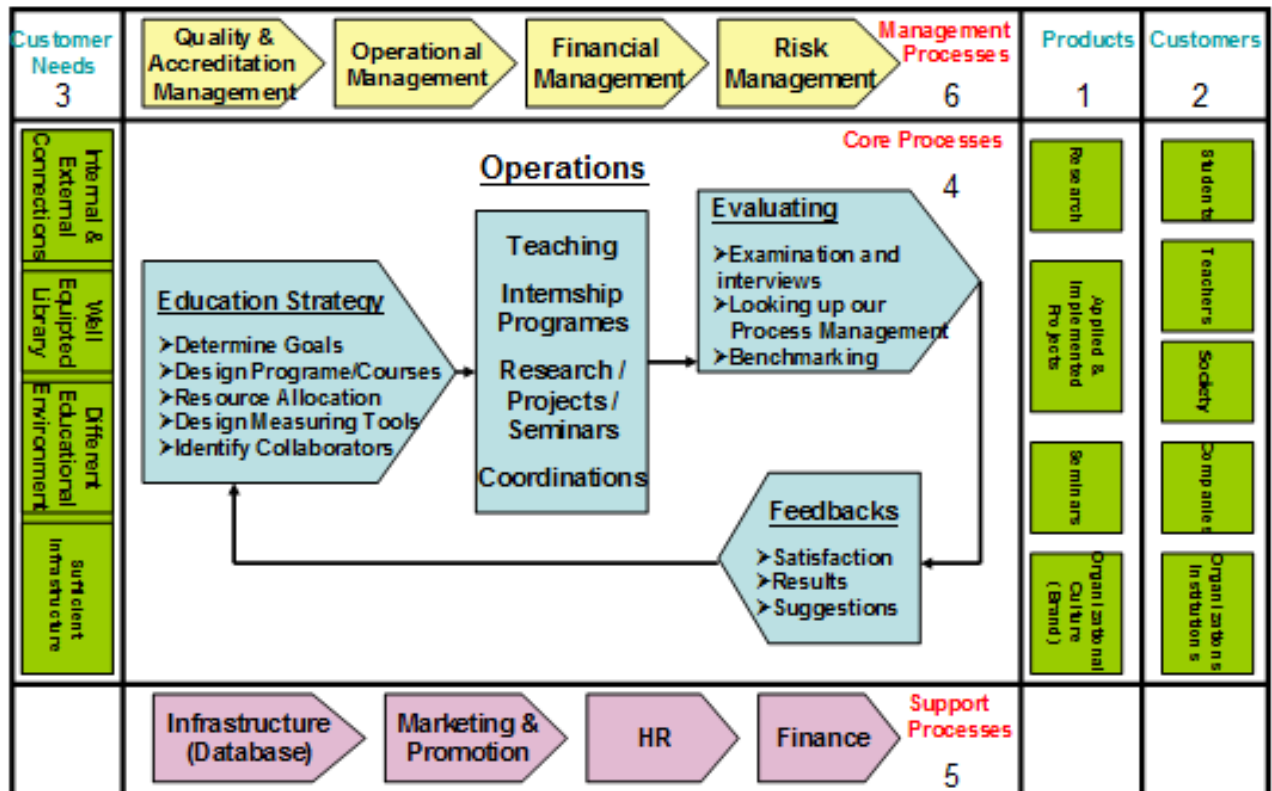 Customer
Needs
3
Quality &
Accreditation
Management
Operational
Management
Financial
Management
Risk
Management
Management
Processes
6
Products
1
Customers
2
Internal &
External
Connections
Well
Equipted
Library
Different
Educational
Environment
Sufficient
Infrastructure
Core Processes
4
Operations
Education Strategy
➢Determine Goals
➢Design Programe/Courses
➢Resource Allocation
➢Design Measuring Tools
➢Identify Collaborators
Teaching
Internship
Programes
Research /
Projects /
Seminars
Coordinations
Evaluating
➢Examination and
interviews
➢Looking up our
Process Management
➢Benchmarking
Feedbacks
➢Satisfaction
➢Results
➢Suggestions
Research
Applied &
Implemented
Projects
Seminars
Organizational
Culture
(Brand)
Students
Teachers
Society
Companies
Organizations
Institutions
Infrastructure
(Database)
Marketing &
Promotion
HR
Finance
Support
Processes
5